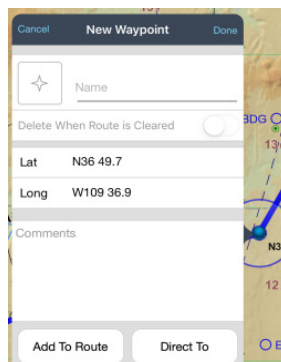 Cancel New Waypoint Done
Name
BDG
Delete When Route is Cleared
Lat N36 49.7
Long W109 36.9
Comments
N3
12
Add To Route Direct To
E